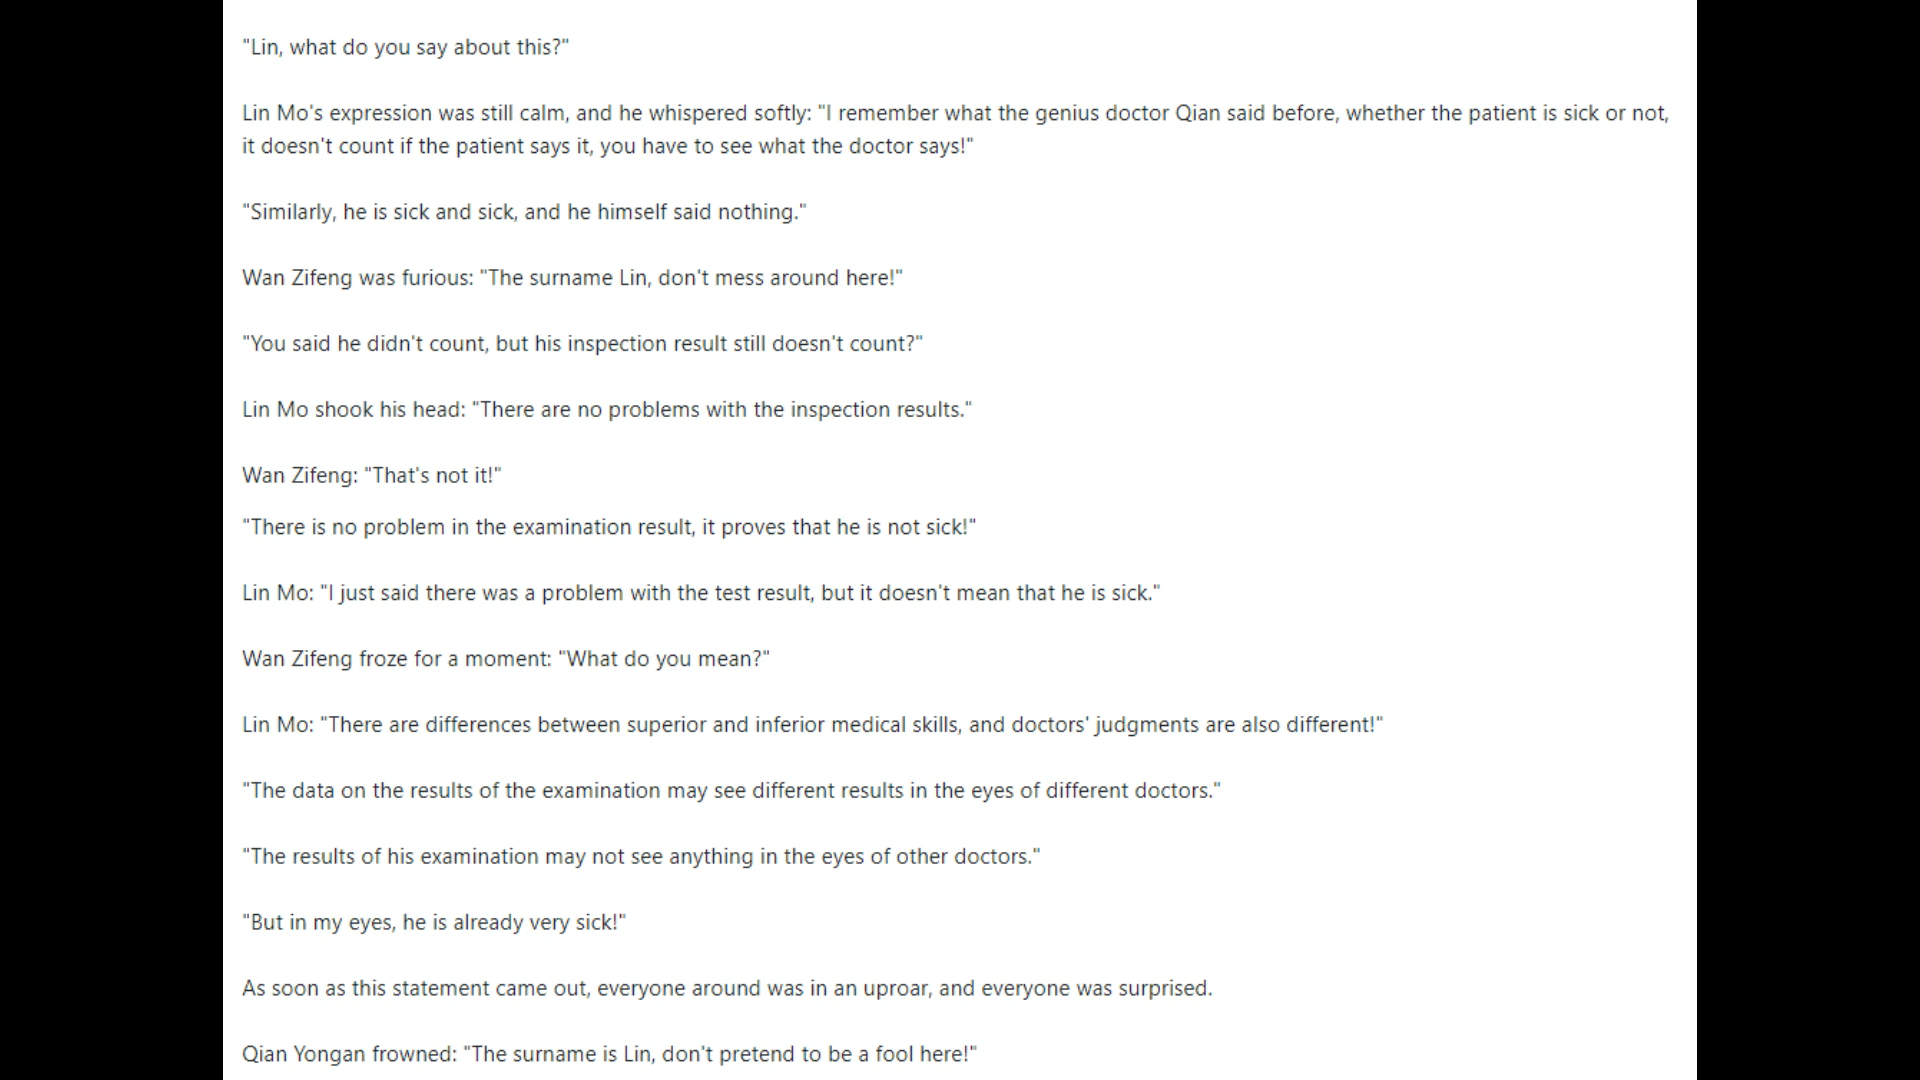 "Lin, what do you say about this?"
Lin Mo's expression was still calm, and he whispered softly: "I remember what the genius doctor Qian said before, whether the patient is sick or not,
it doesn't count if the patient says it, you have to see what the doctor says!"
"Similarly, he is sick and sick, and he himself said nothing."
Wan Zifeng was furious: "The surname Lin, don't mess around here!"
"You said he didn't count, but his inspection result still doesn't count?"
Lin Mo shook his head: "There are no problems with the inspection results."
Wan Zifeng: "That's not it!"
"There is no problem in the examination result, it proves that he is not sick!"
Lin Mo: "I just said there was a problem with the test result, but it doesn't mean that he is sick."
Wan Zifeng froze for a moment: "What do you mean?"
Lin Mo: "There are differences between superior and inferior medical skills, and doctors' judgments are also different!"
"The data on the results of the examination may see different results in the eyes of different doctors."
"The results of his examination may not see anything in the eyes of other doctors."
"But in my eyes, he is already very sick!"
As soon as this statement came out, everyone around was in an uproar, and everyone was surprised.
Qian Yongan frowned: "The surname is Lin, don't pretend to be a fool here!"